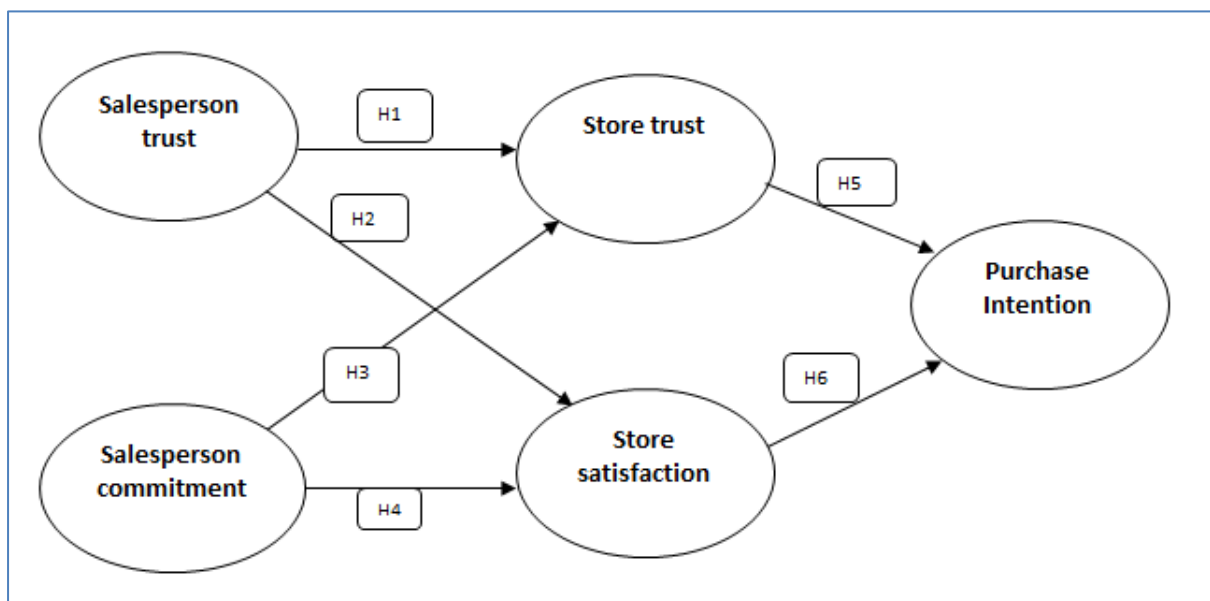 Salesperson
trust
H1
Store trust
H2
H5
Purchase
Intention
H3
H6
Salesperson
commitment
H4
Store
satisfaction